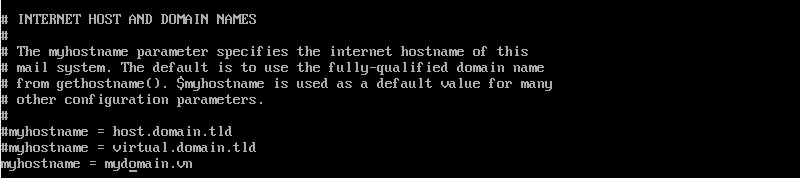 # INTERNET HOST AND DOMAIN NAMES
#
# The myhostname parameter specifies the internet hostname of this
# mail system. The default is to use the fully-qualified domain name
# from gethostname(). $myhostname is used as a default value for many
# other configuration parameters.
#
#myhostname = host.domain.tld
#myhostname = virtual.domain.tld
myhostname = mydomain.vn